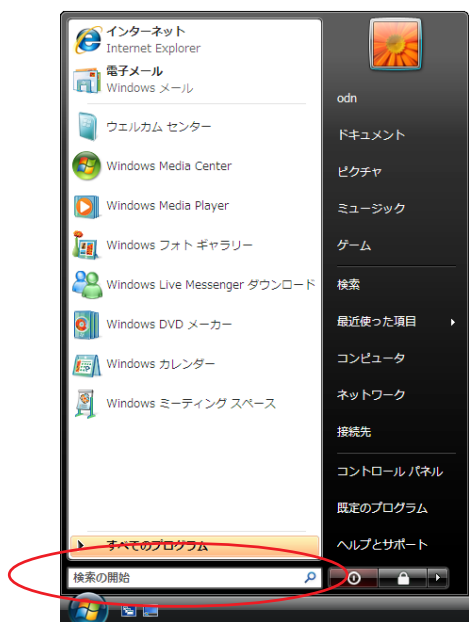 インターネット
Internet Explorer
電子メール
Windows メール
ウェルカム センター
Windows Media Center
Windows Media Player
Windows フォト ギャラリー
Windows Live Messenger ダウンロード
Windows DVD メーカー
Windows カレンダー
Windows ミーティング スペース
すべてのプログラム
検索の開始
odn
ドキュメント
ピクチャ
ミュージック
ゲーム
検索
最近使った項目
コンピュータ
ネットワーク
接続先
コントロール パネル
既定のプログラム
ヘルプとサポート